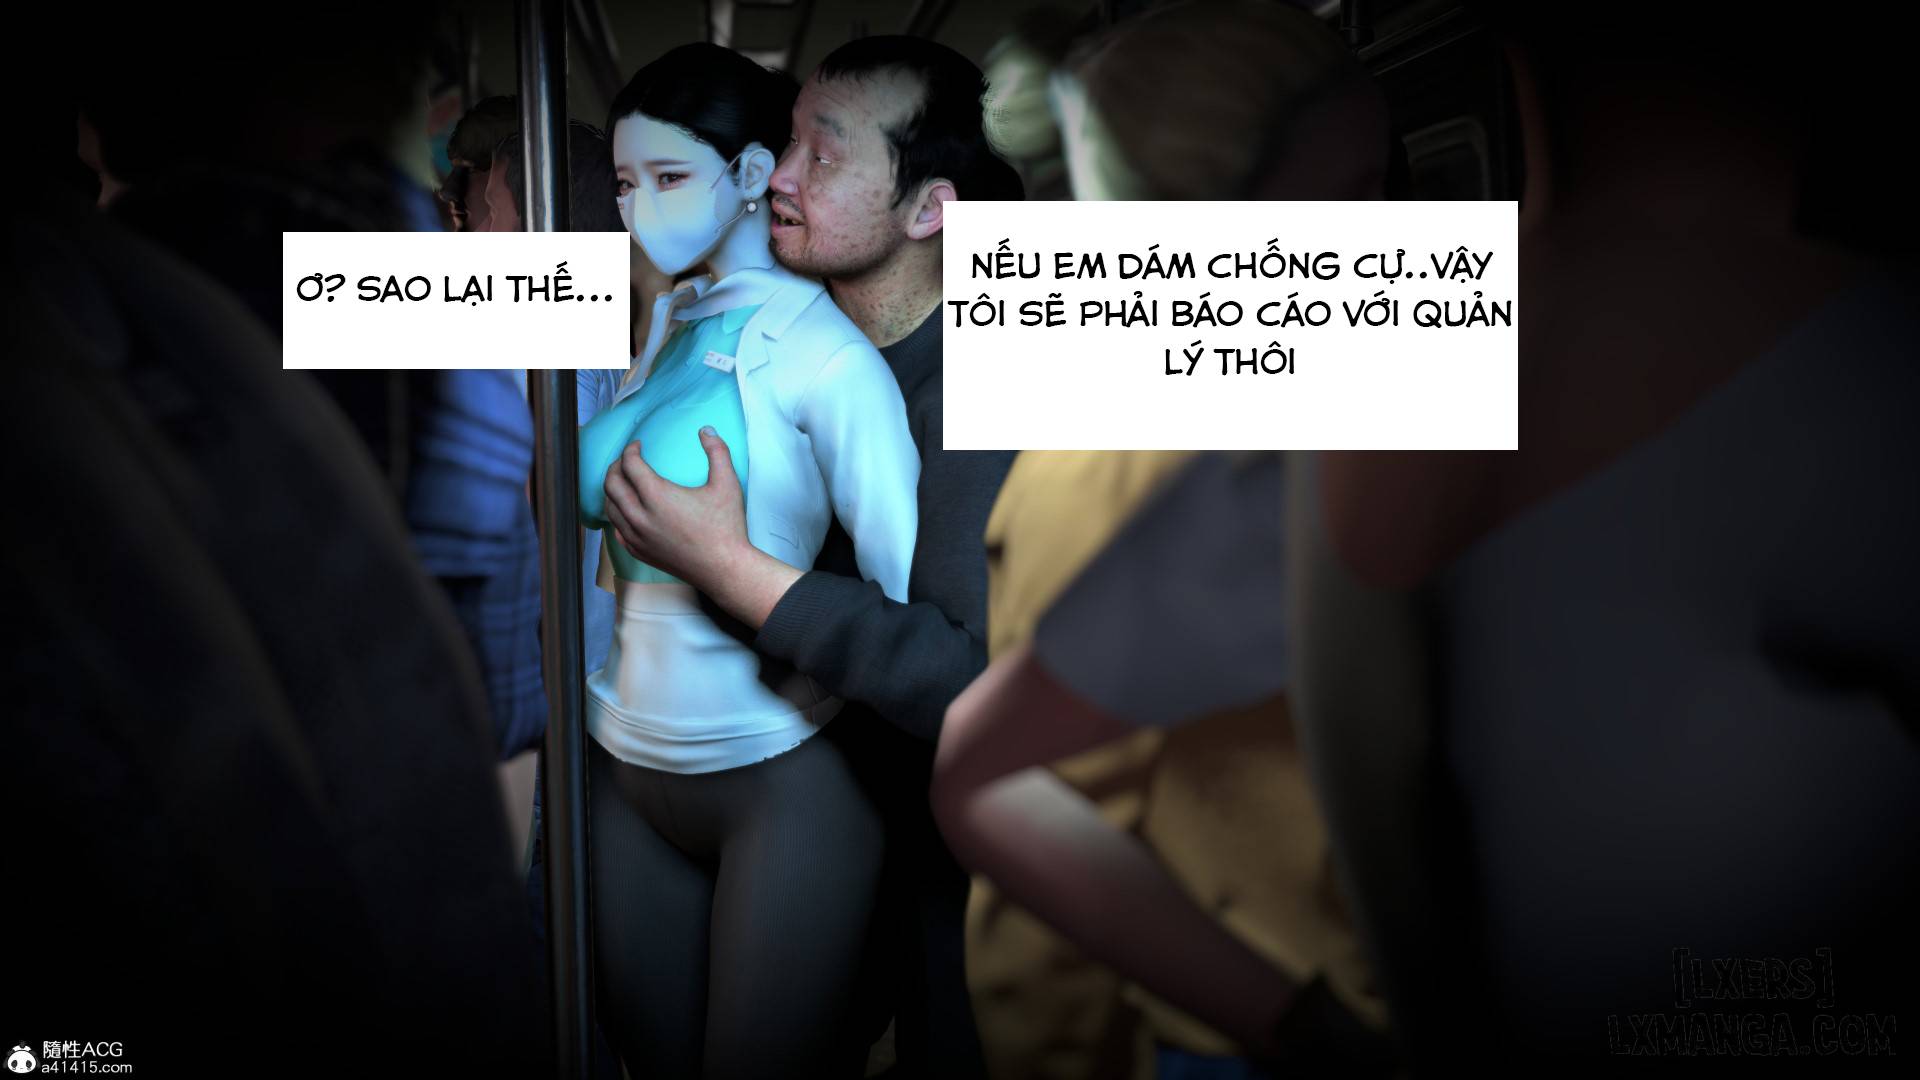 Ơ? SAO LẠI THẾ...
NẾU EM DÁM CHỐNG CỰ..VẬY
TÔI SẼ PHẢI BÁO CÁO VỚI QUẢN
LÝ THÔI
[LXERS]
LXMANGA.COM
隨性ACG
a41415.com